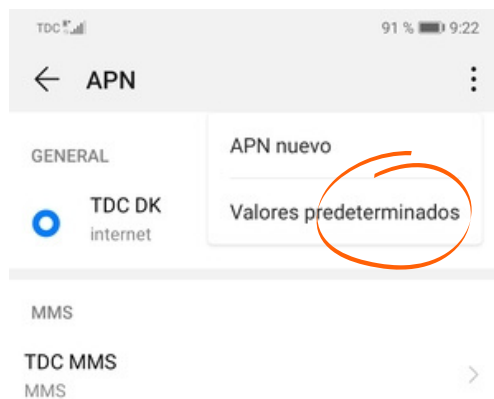 TDC 91 % 9:22
APN
APN nuevo
GENERAL
Valores predeterminados
TDC DK
internet
MMS
TDC MMS
MMS